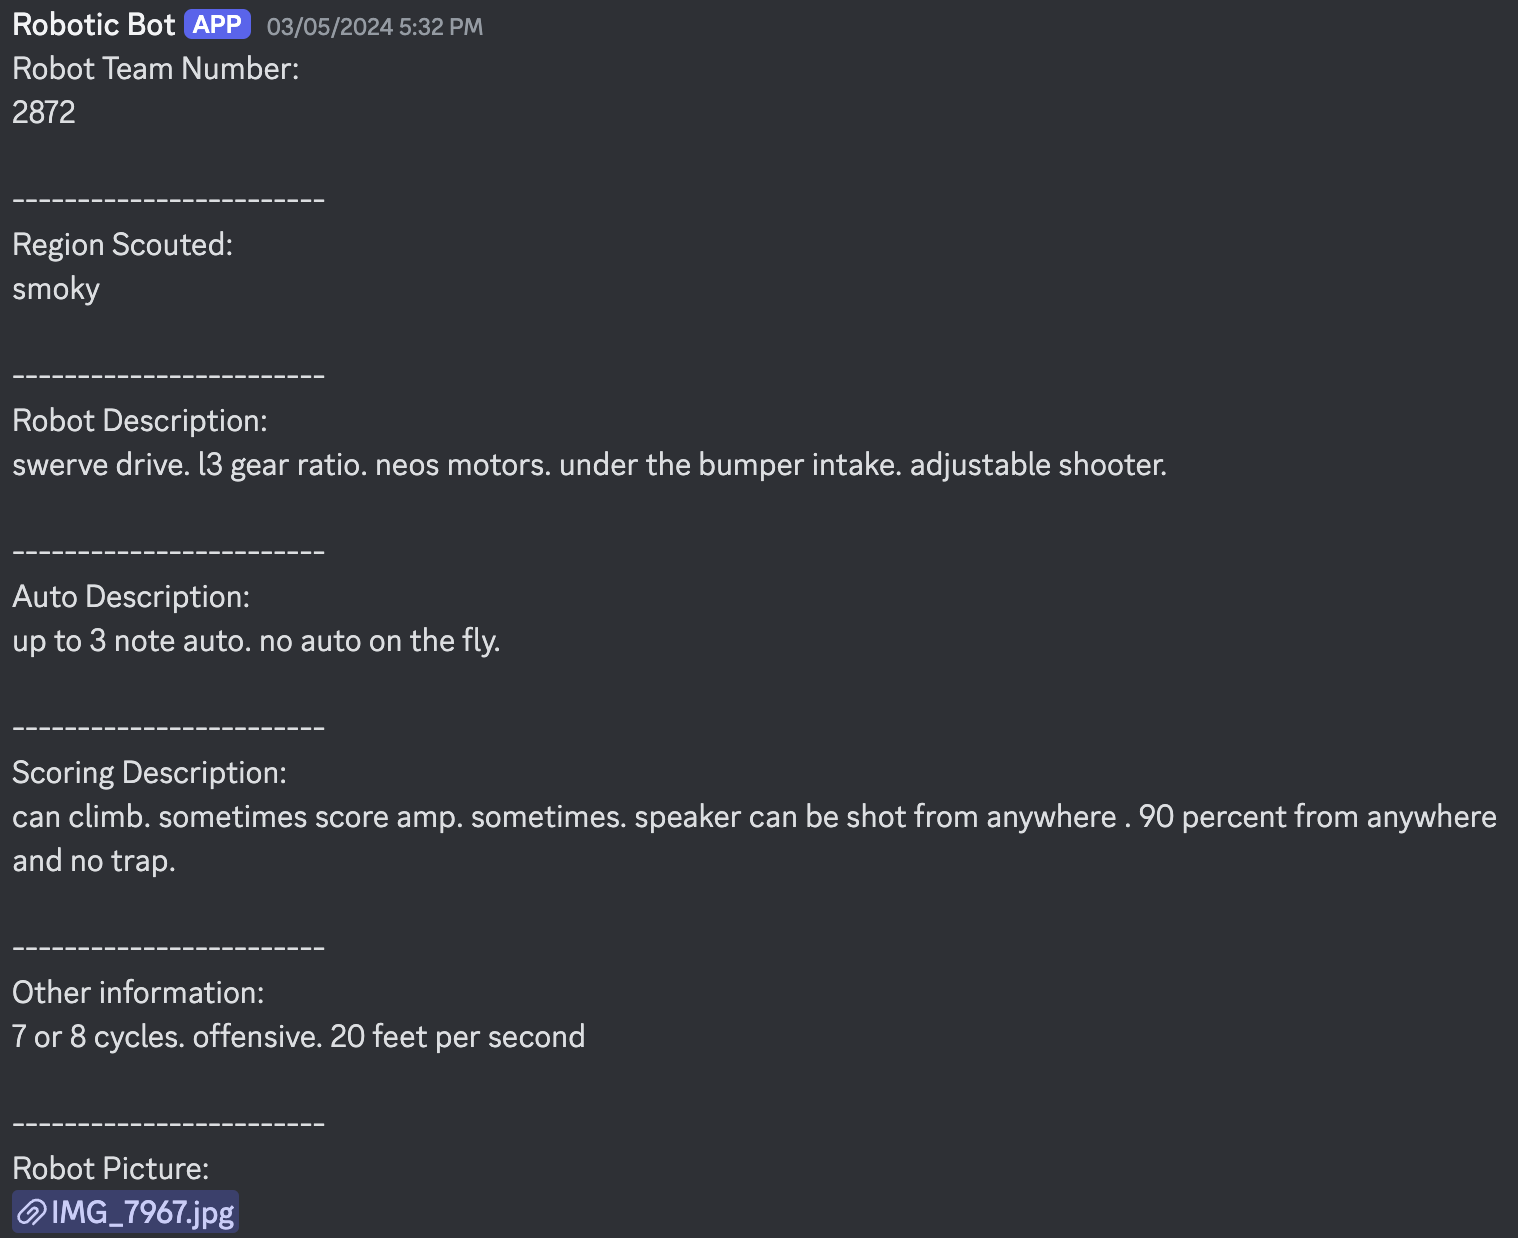 Robotic Bot APP 03/05/2024 5:32 PM
Robot Team Number:
2872
------------------------
Region Scouted:
smoky
------------------------
Robot Description:
swerve drive. l3 gear ratio. neos motors. under the bumper intake. adjustable shooter.
------------------------
Auto Description:
up to 3 note auto. no auto on the fly.
------------------------
Scoring Description:
can climb. sometimes score amp. sometimes. speaker can be shot from anywhere . 90 percent from anywhere
and no trap.
------------------------
Other information:
7 or 8 cycles. offensive. 20 feet per second
------------------------
Robot Picture:
IMG_7967.jpg